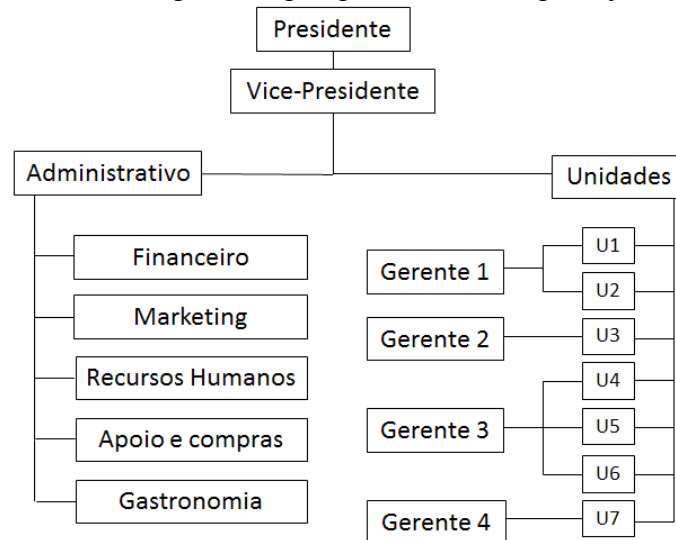 Presidente
Vice-Presidente
Administrativo
Unidades
Financeiro
Marketing
Recursos Humanos
Apoio e compras
Gastronomia
Gerente 1
U1
U2
Gerente 2
U3
Gerente 3
U4
U5
U6
Gerente 4
U7